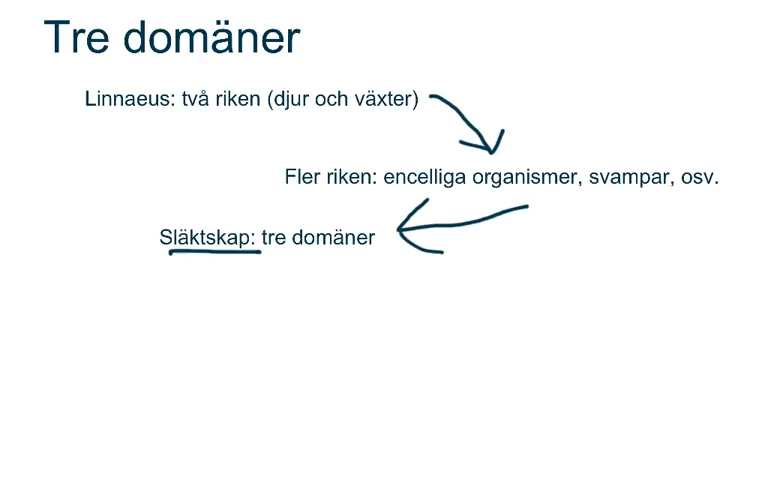 Tre domäner
Linnaeus: två riken (djur och växter)
Fler riken: encelliga organismer, svampar, osv.
Släktskap: tre domäner